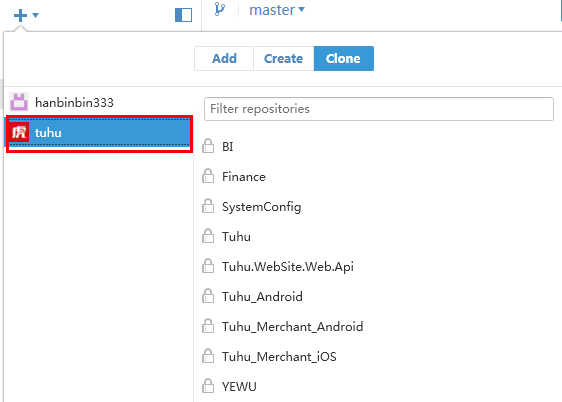 master
Add
Create
Clone
hanbinbin333
tuhu
Filter repositories
BI
Finance
SystemConfig
Tuhu
Tuhu.WebSite.Web.Api
Tuhu_Android
Tuhu_Merchant_Android
Tuhu_Merchant_iOS
YEWU